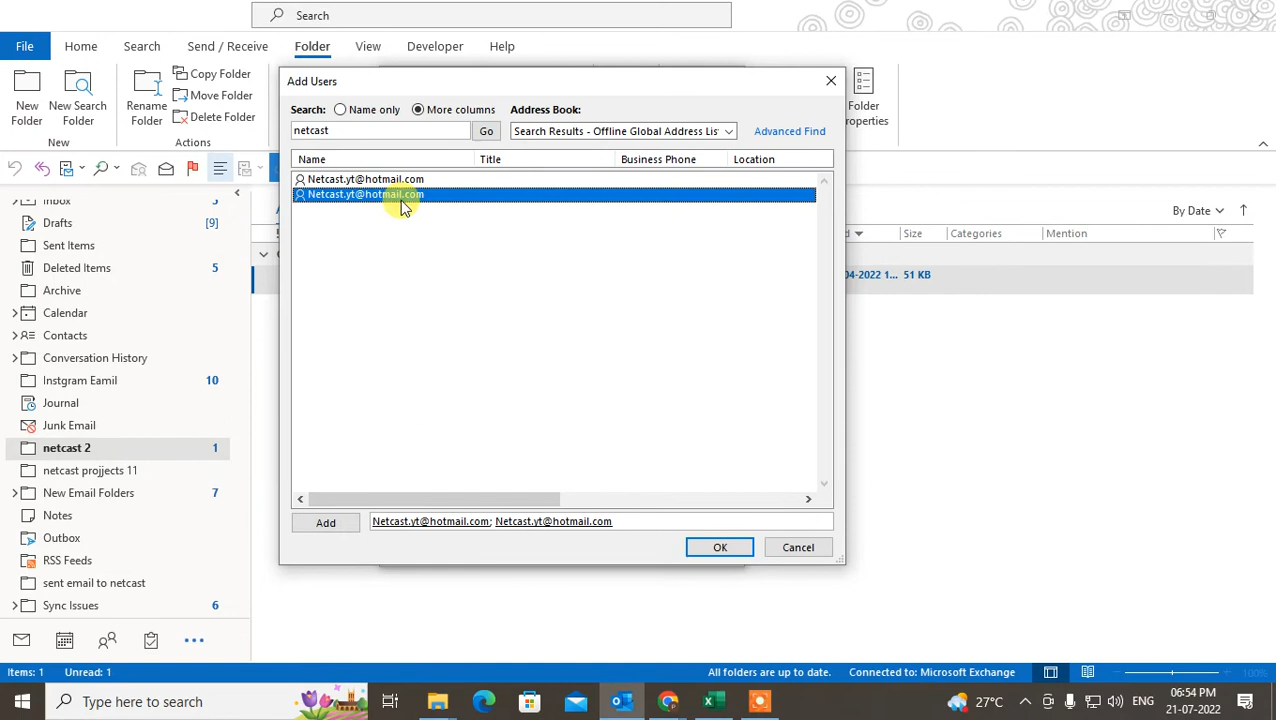 Search
File Home Search Send / Receive Folder View Developer Help
New Folder
New Search Folder
Rename Folder
Copy Folder
Move Folder
Delete Folder
Actions
Folder
Add Users
Search: Name only More columns Address Book:
netcast Go Search Results - Offline Global Address Lis Advanced Find
Name Title Business Phone Location
Netcast.yt@hotmail.com
Netcast.yt@hotmail.com
Add Netcast.yt@hotmail.com; Netcast.yt@hotmail.com
OK Cancel
By Date
Size Categories Mention
04-2022 1... 51 KB
Drafts [9]
Sent Items
Deleted Items 5
Archive
Calendar
Contacts
Conversation History
Instgram Eamil 10
Journal
Junk Email
netcast 2 1
netcast projjects 11
New Email Folders 7
Notes
Outbox
RSS Feeds
sent email to netcast
Sync Issues 6
Items: 1 Unread: 1 All folders are up to date. Connected to: Microsoft Exchange 100%
Type here to search 27°C ENG 06:54 PM
21-07-2022